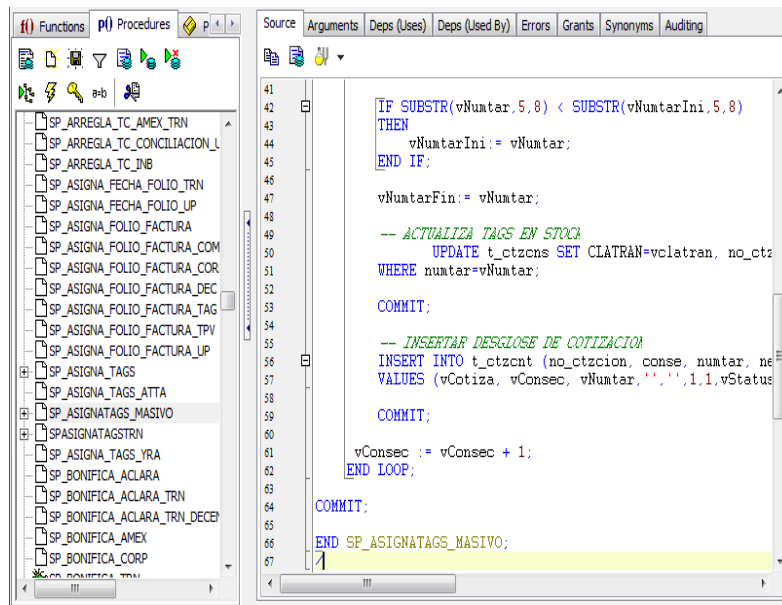 f() Functions p() Procedures P
SP_ARREGLA_TC_AMEX_TRN
SP_ARREGLA_TC_CONCILIACION_L
SP_ARREGLA_TC_INB
SP_ASIGNA_FECHA_FOLIO_TRN
SP_ASIGNA_FECHA_FOLIO_UP
SP_ASIGNA_FOLIO_FACTURA
SP_ASIGNA_FOLIO_FACTURA_COM
SP_ASIGNA_FOLIO_FACTURA_COR
SP_ASIGNA_FOLIO_FACTURA_DEC
SP_ASIGNA_FOLIO_FACTURA_TAG
SP_ASIGNA_FOLIO_FACTURA_TPV
SP_ASIGNA_FOLIO_FACTURA_UP
SP_ASIGNA_TAGS
SP_ASIGNA_TAGS_ATTA
SP_ASIGNATAGS_MASIVO
SPASIGNATAGSTRN
SP_ASIGNA_TAGS_YRA
SP_BONIFICA_ACLARA
SP_BONIFICA_ACLARA_TRN
SP_BONIFICA_ACLARA_TRN_DECEN
SP_BONIFICA_AMEX
SP_BONIFICA_CORP
SP_BONIFICA_TRN
Source Arguments Deps (Uses) Deps (Used By) Errors Grants Synonyms Auditing
41
42 IF SUBSTR(vNumtar,5,8) < SUBSTR(vNumtarIni,5,8)
43 THEN
44 vNumtarIni:= vNumtar;
45 END IF;
46
47 vNumtarFin:= vNumtar;
48
49 -- ACTUALIZA TAGS EN STOCK
50 UPDATE t_ctzcns SET CLATRAN=vclatran, no_ctz
51 WHERE numtar=vNumtar;
52
53 COMMIT;
54
55 -- INSERTAR DESGLOSE DE COTIZACION
56 INSERT INTO t_ctzcnt (no_ctzcion, conse, numtar, ne
57 VALUES (vCotiza, vConsec, vNumtar,'','',1,1,vStatus
58
59 COMMIT;
60
61 vConsec := vConsec + 1;
62 END LOOP;
63
64 COMMIT;
65
66 END SP_ASIGNATAGS_MASIVO;
67 /